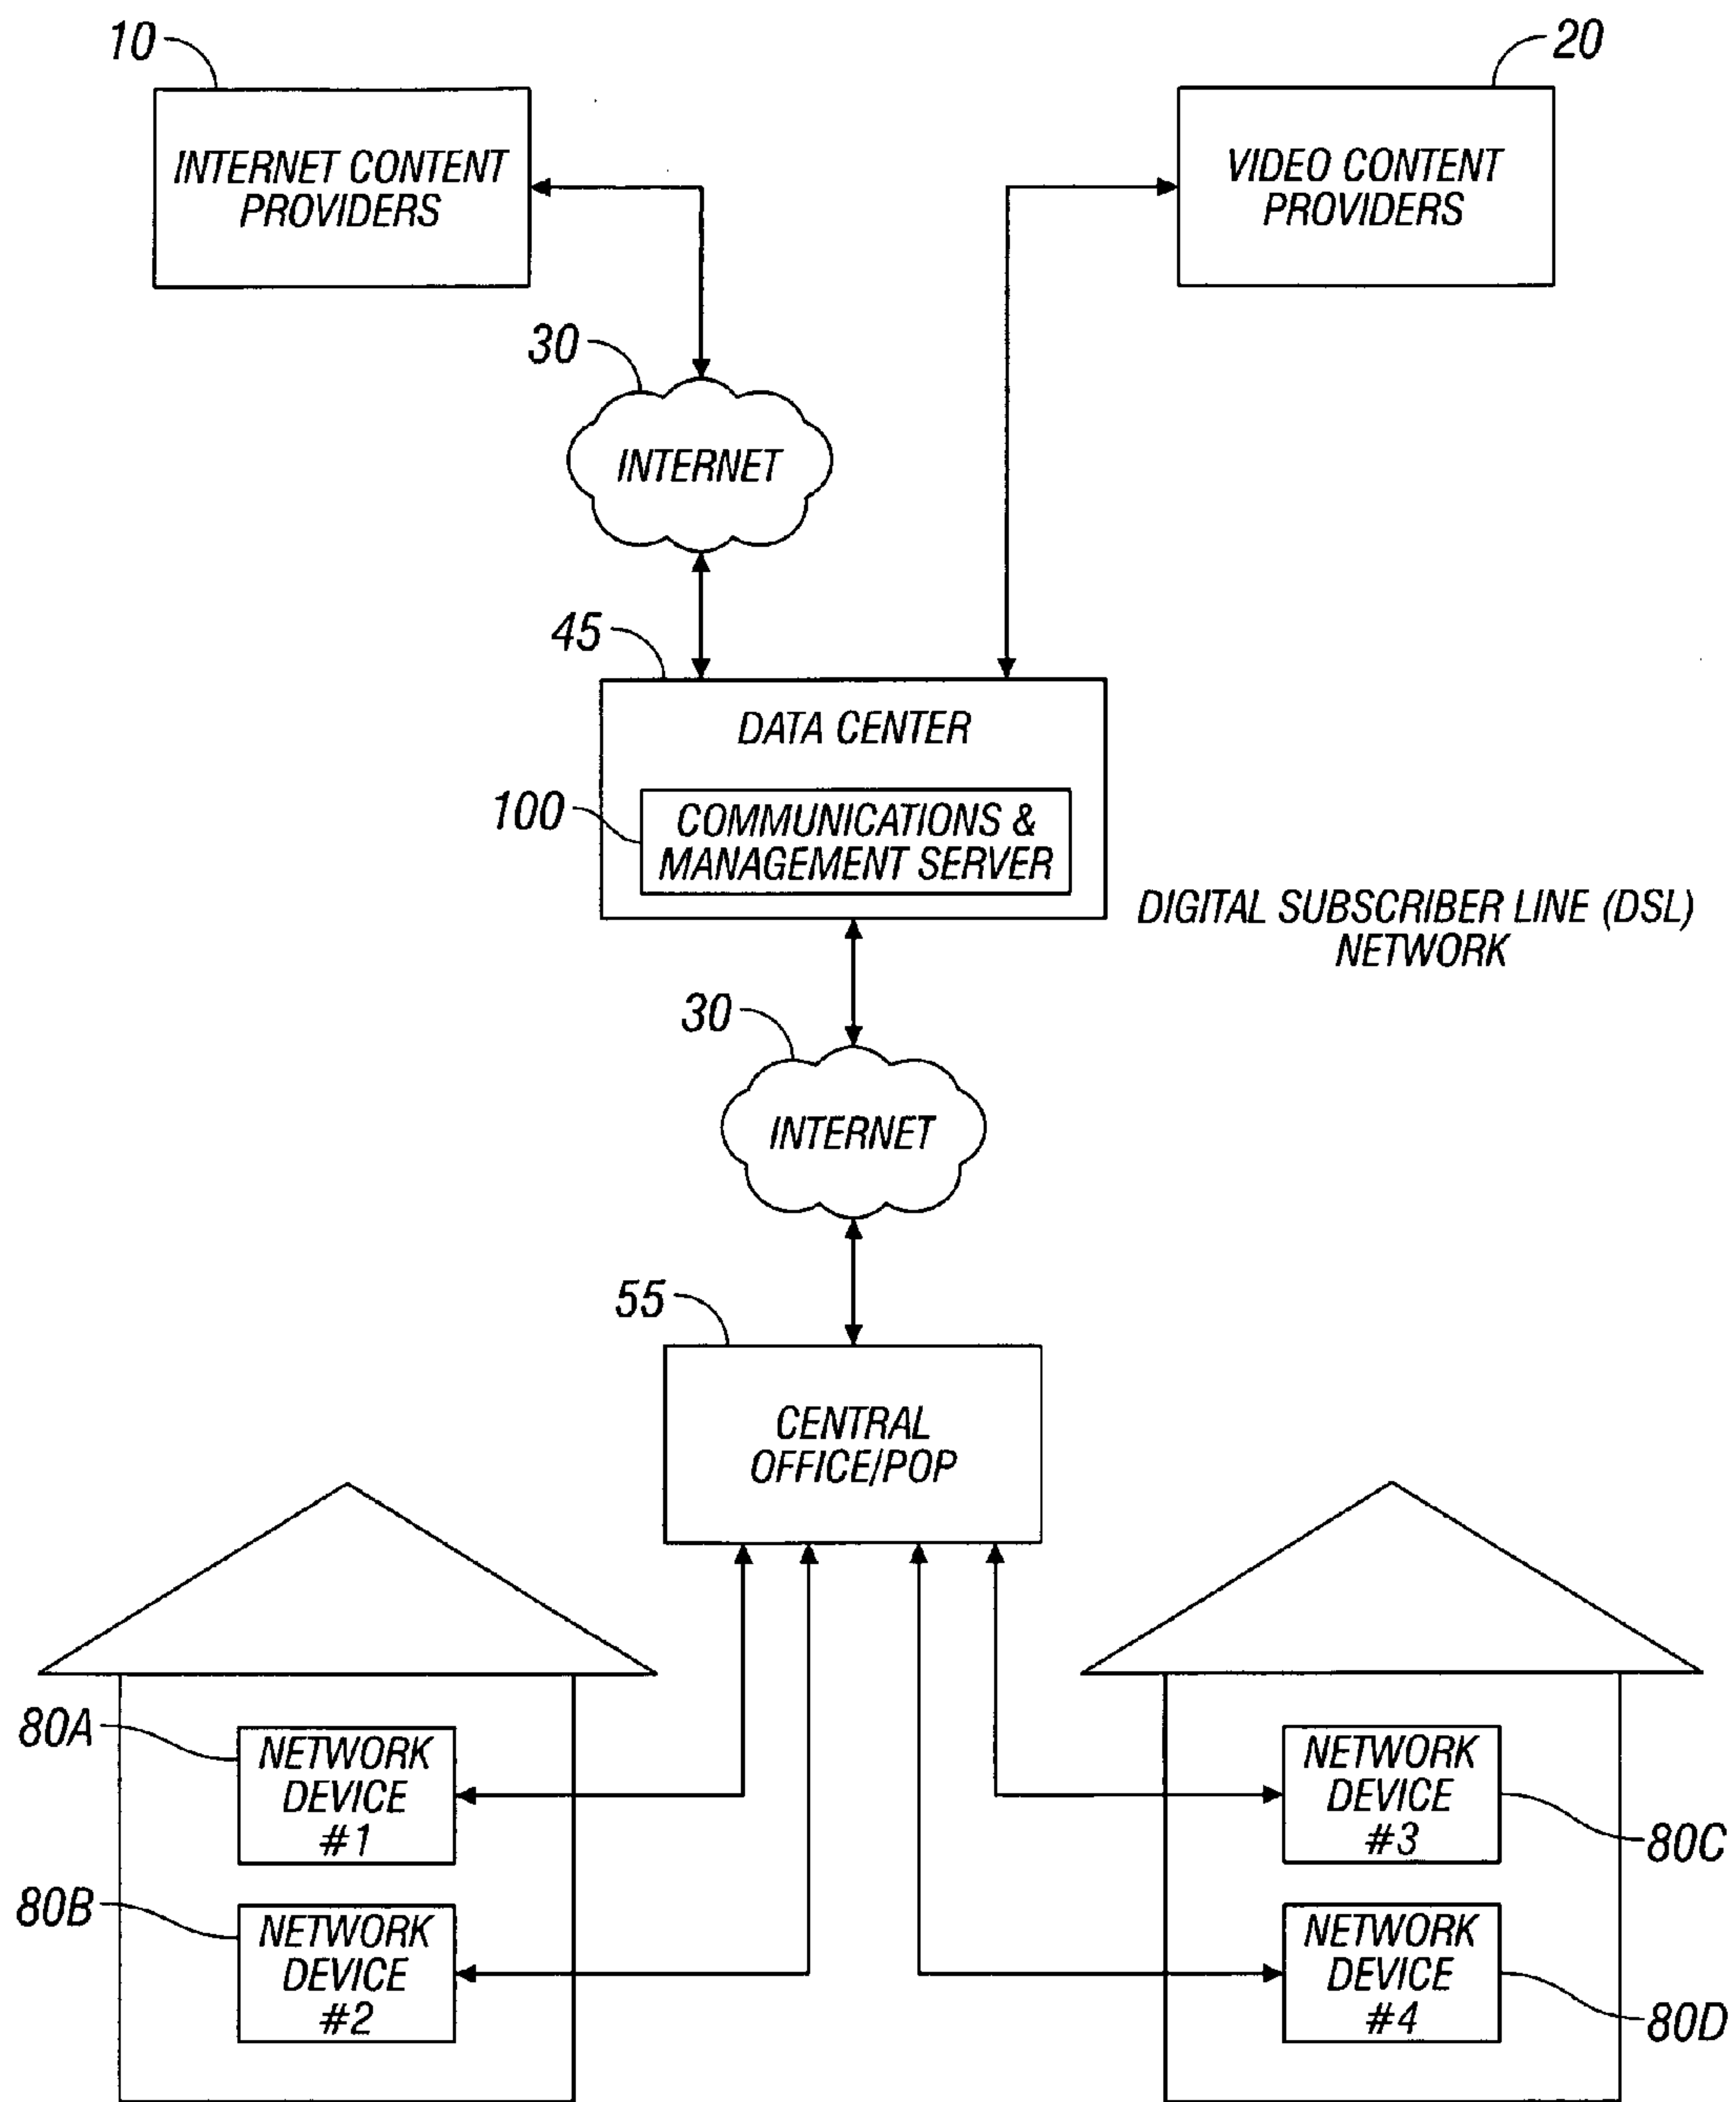 10
20
INTERNET CONTENT
PROVIDERS
VIDEO CONTENT
PROVIDERS
30
INTERNET
45
DATA CENTER
100
COMMUNICATIONS &
MANAGEMENT SERVER
DIGITAL SUBSCRIBER LINE (DSL)
NETWORK
30
INTERNET
55
CENTRAL
OFFICE/POP
80A
NETWORK
DEVICE
#1
80B
NETWORK
DEVICE
#2
NETWORK
DEVICE
#3
80C
NETWORK
DEVICE
#4
80D